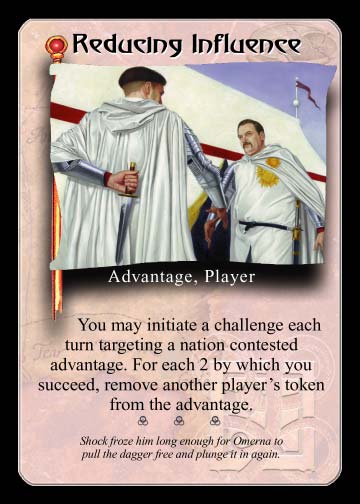 Reducing Influence
Advantage, Player
You may initiate a challenge each
turn targeting a nation contested
advantage. For each 2 by which you
succeed, remove another player's token
from the advantage.
Shock froze him long enough for Omerna to
pull the dagger free and plunge it in again.